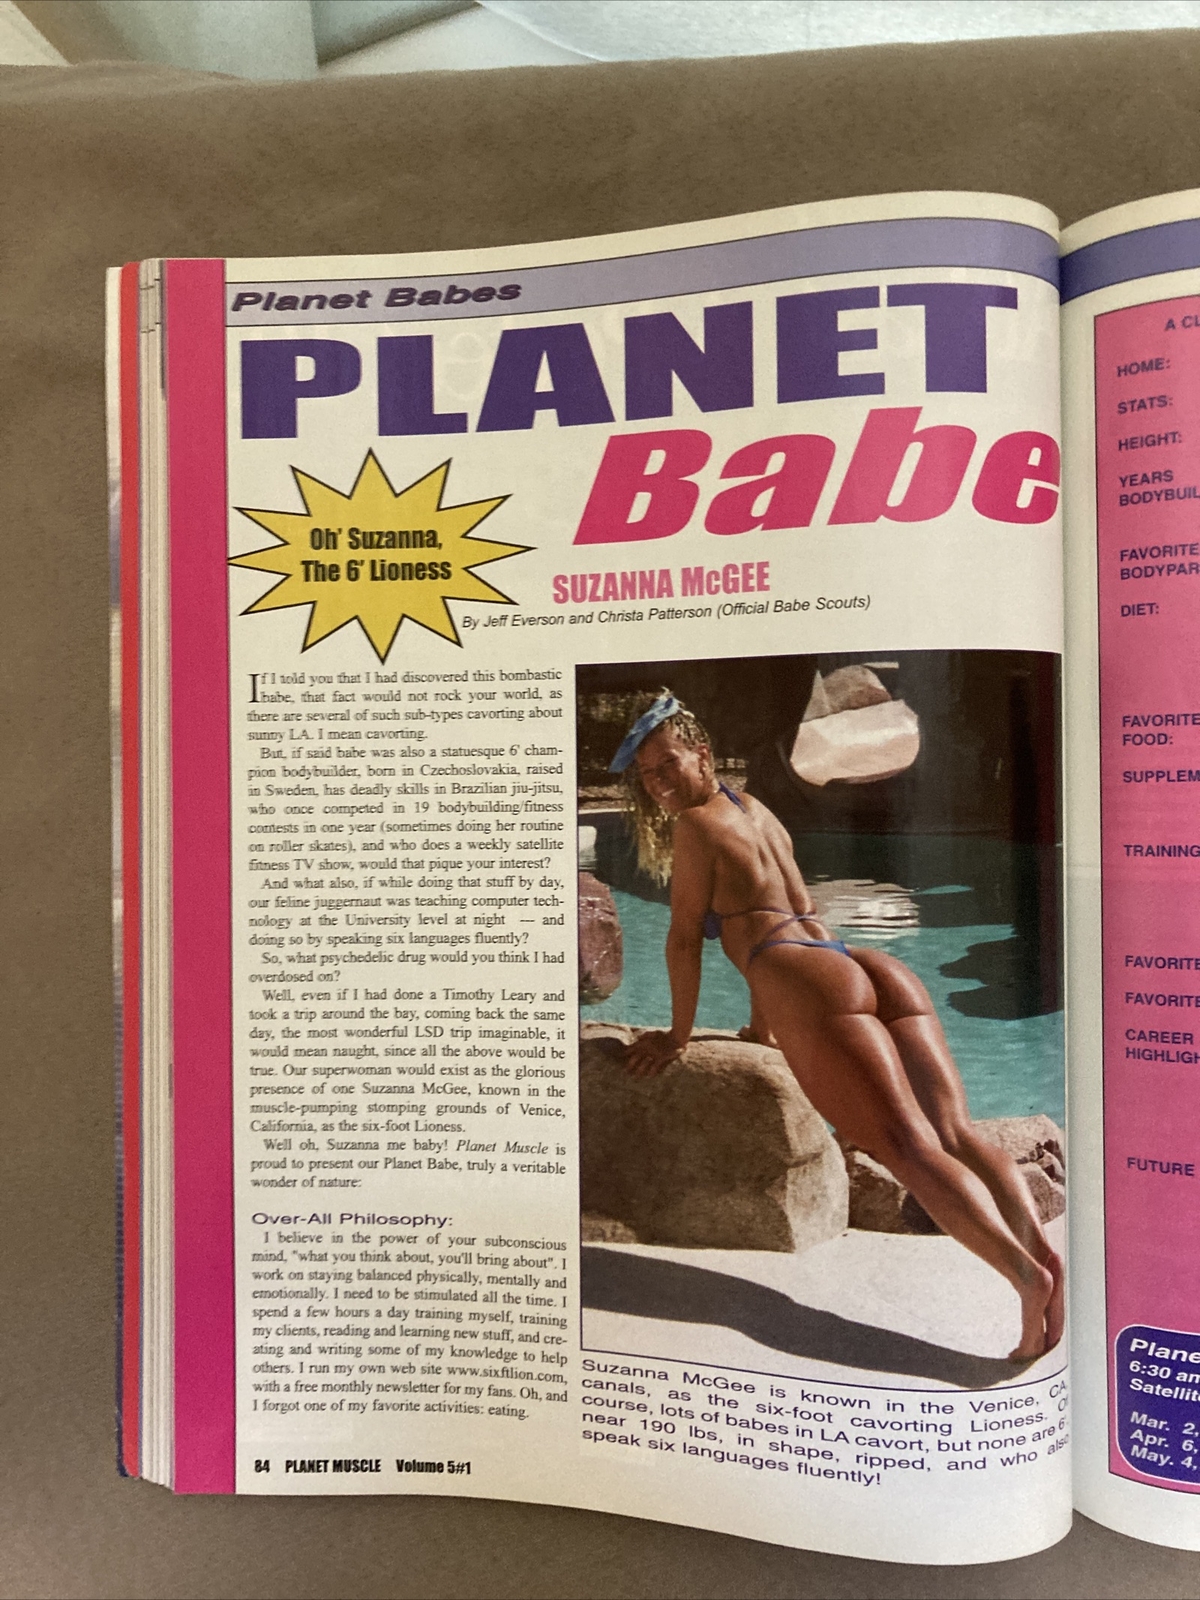 Planet Babes
PLANET
Babe
Oh' Suzanna,
The 6' Lioness
SUZANNA McGEE
By Jeff Everson and Christa Patterson (Official Babe Scouts)
If I told you that I had discovered this bombastic
babe, that fact would not rock your world, as
there are several of such sub-types cavorting about
sunny LA. I mean cavorting.
But, if said babe was also a statuesque 6' cham-
pion bodybuilder, born in Czechoslovakia, raised
in Sweden, has deadly skills in Brazilian jiu-jitsu,
who once competed in 19 bodybuilding/fitness
contests in one year (sometimes doing her routine
on roller skates), and who does a weekly satellite
fitness TV show, would that pique your interest?
And what also, if while doing that stuff by day,
our feline juggernaut was teaching computer tech-
nology at the University level at night — and
doing so by speaking six languages fluently?
So, what psychedelic drug would you think I had
overdosed on?
Well, even if I had done a Timothy Leary and
took a trip around the bay, coming back the same
day, the most wonderful LSD trip imaginable, it
would mean naught, since all the above would be
true. Our superwoman would exist as the glorious
presence of one Suzanna McGee, known in the
muscle-pumping stomping grounds of Venice,
California, as the six-foot Lioness.
Well oh, Suzanna me baby! Planet Muscle is
proud to present our Planet Babe, truly a veritable
wonder of nature:
Over-All Philosophy:
I believe in the power of your subconscious
mind, "what you think about, you'll bring about". I
work on staying balanced physically, mentally and
emotionally. I need to be stimulated all the time. I
spend a few hours a day training myself, training
my clients, reading and learning new stuff, and cre-
ating and writing some of my knowledge to help
others. I run my own web site www.sixftlion.com,
with a free monthly newsletter for my fans. Oh, and
I forgot one of my favorite activities: eating.
Suzanna McGee is known in the Venice, CA,
canals, as the six-foot cavorting Lioness. Of
course, lots of babes in LA cavort, but none are 6',
near 190 lbs, in shape, ripped, and who also
speak six languages fluently!
84 PLANET MUSCLE Volume 5#1
A CL
HOME:
STATS:
HEIGHT:
YEARS
BODYBUIL
FAVORITE
BODYPAR
DIET:
FAVORITE
FOOD:
SUPPLEM
TRAINING
FAVORITE
FAVORITE
CAREER
HIGHLIGH
FUTURE
Plane
6:30 am
Satellit
Mar. 2,
Apr. 6,
May. 4,